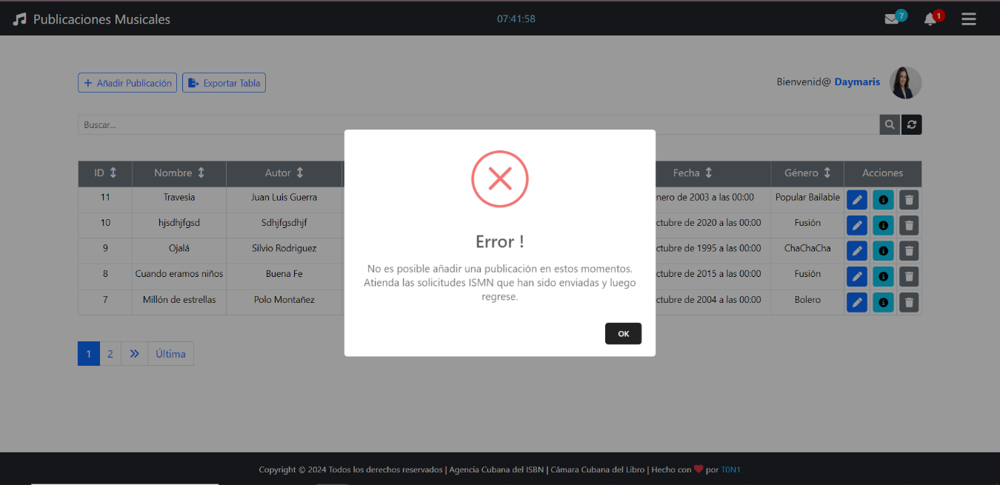 Publicaciones Musicales
07:41:58
7
1
Añadir Publicación
Exportar Tabla
Bienvenid@ Daymaris
Buscar...
ID Nombre Autor Fecha Género Acciones
11 Travesia Juan Luis Guerra nero de 2003 a las 00:00 Popular Bailable
10 hjsdhjfgsd Sdhjfgsdhjf ctubre de 2020 a las 00:00 Fusión
9 Ojalá Silvio Rodriguez ctubre de 1995 a las 00:00 ChaChaCha
8 Cuando eramos niños Buena Fe ctubre de 2015 a las 00:00 Fusión
7 Millón de estrellas Polo Montañez ctubre de 2004 a las 00:00 Bolero
Error !
No es posible añadir una publicación en estos momentos.
Atienda las solicitudes ISMN que han sido enviadas y luego
regrese.
OK
1 2 Última
Copyright © 2024 Todos los derechos reservados | Agencia Cubana del ISBN | Cámara Cubana del Libro | Hecho con ❤ por T0N1